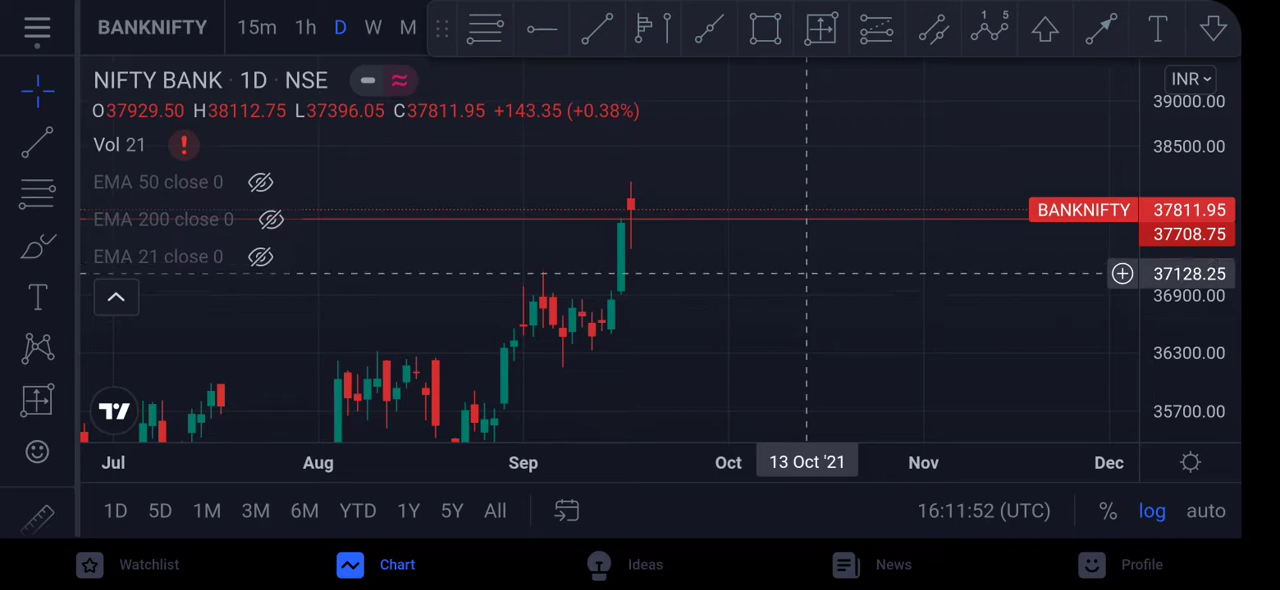 BANKNIFTY 15m 1h D W M 1 5 T
NIFTY BANK · 1D · NSE INR
O37929.50 H38112.75 L37396.05 C37811.95 +143.35 (+0.38%)
39000.00
Vol 21 !
38500.00
EMA 50 close 0
EMA 200 close 0
BANKNIFTY 37811.95
37708.75
EMA 21 close 0
37128.25
36900.00
36300.00
35700.00
Jul Aug Sep Oct 13 Oct '21 Nov Dec
1D 5D 1M 3M 6M YTD 1Y 5Y All 16:11:52 (UTC) % log auto
Watchlist Chart Ideas News Profile